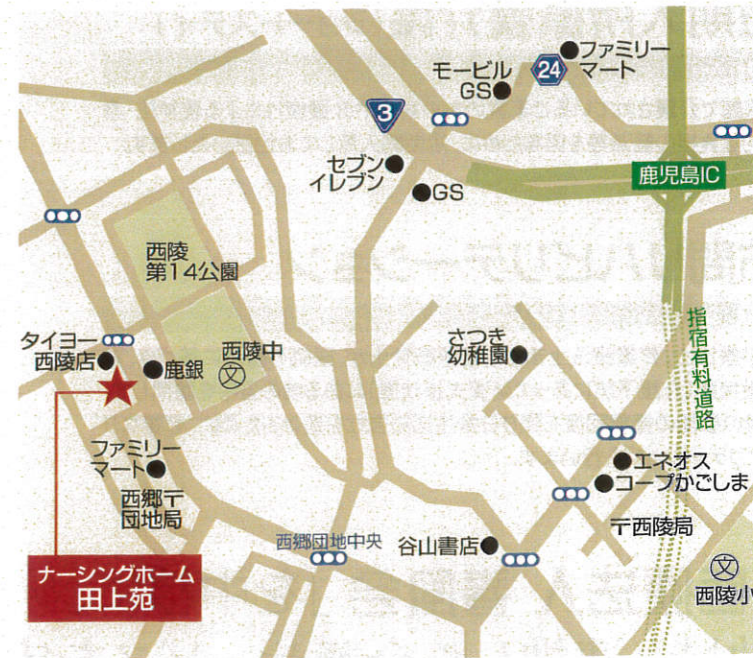 ファミリー
マート
モービル
GS
24
3
セブン
イレブン
GS
鹿児島IC
西陵
第14公園
指宿有料道路
タイヨー
西陵店
鹿銀
西陵中
文
さつき
幼稚園
ファミリー
マート
西郷〒
団地局
エネオス
コープかごしま
〒西陵局
西郷団地中央
谷山書店
文
西陵小
ナーシングホーム
田上苑